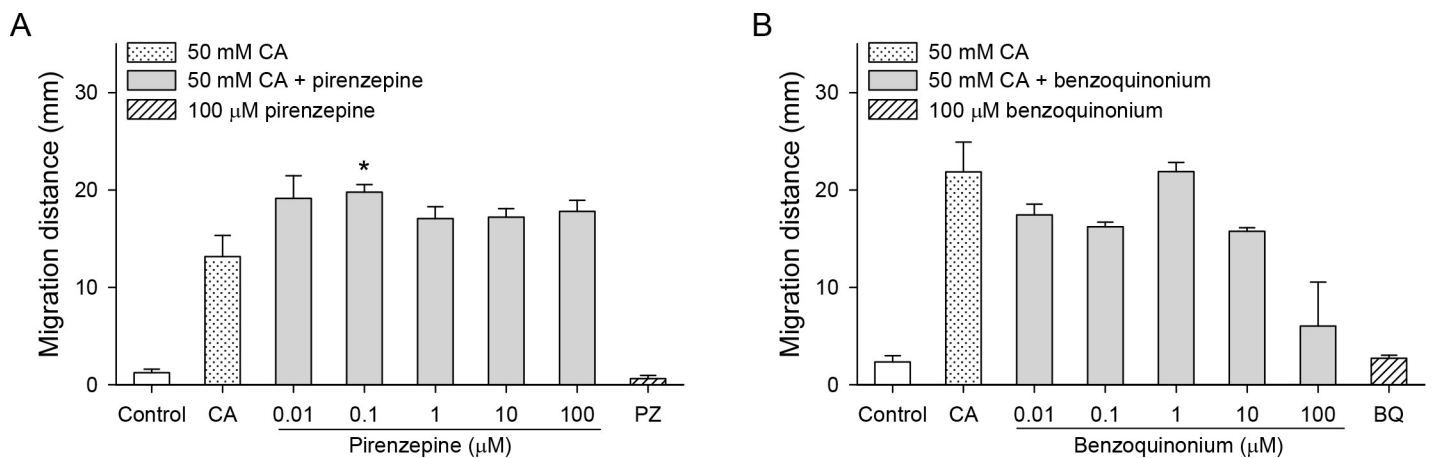 A
50 mM CA
50 mM CA + pirenzepine
100 μM pirenzepine
Migration distance (mm)
30
20
10
0
*
Control CA 0.01 0.1 1 10 100 PZ
Pirenzepine (μM)
B
50 mM CA
50 mM CA + benzoquinonium
100 μM benzoquinonium
Migration distance (mm)
30
20
10
0
Control CA 0.01 0.1 1 10 100 BQ
Benzoquinonium (μM)